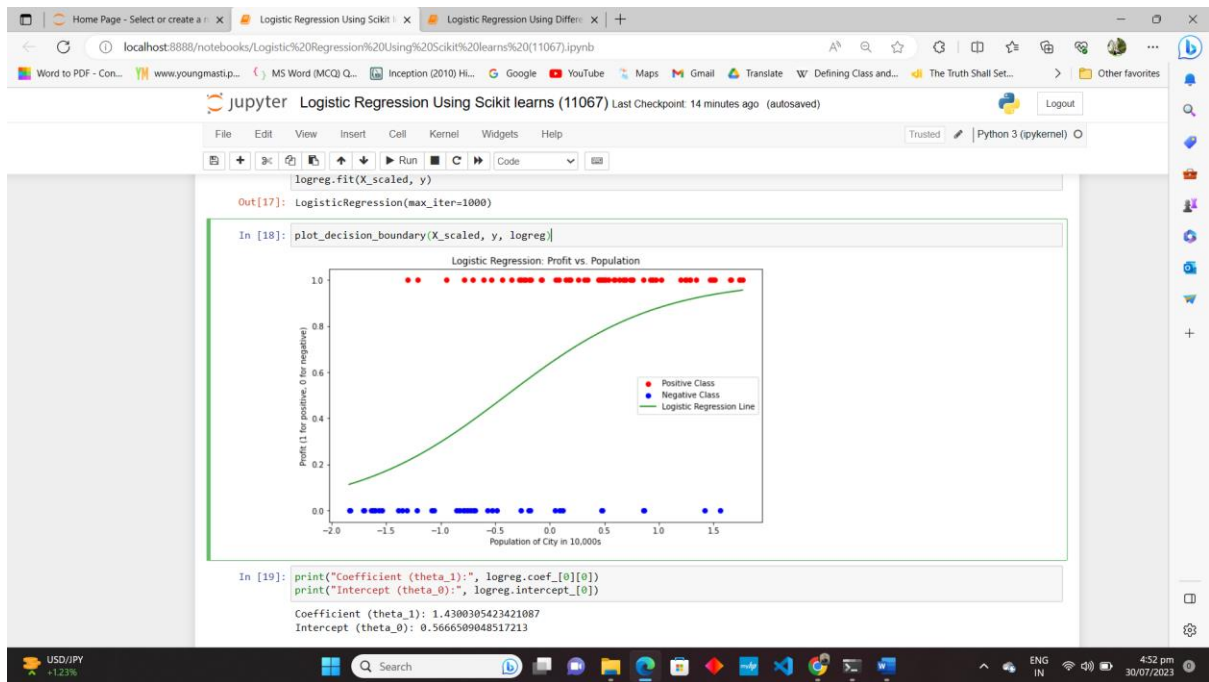 Home Page - Select or create a n
Logistic Regression Using Scikit l
Logistic Regression Using Differe
localhost:8888/notebooks/Logistic%20Regression%20Using%20Scikit%20learns%20(11067).ipynb
Word to PDF - Con...
www.youngmasti.p...
MS Word (MCQ) Q...
Inception (2010) Hi...
Google
YouTube
Maps
Gmail
Translate
Defining Class and...
The Truth Shall Set...
Other favorites
jupyter Logistic Regression Using Scikit learns (11067) Last Checkpoint: 14 minutes ago (autosaved)
Logout
File Edit View Insert Cell Kernel Widgets Help
Trusted
Python 3 (ipykernel)
Run
Code
logreg.fit(X_scaled, y)
Out[17]: LogisticRegression(max_iter=1000)
In [18]: plot_decision_boundary(X_scaled, y, logreg)
Logistic Regression: Profit vs. Population
Profit (1 for positive, 0 for negative)
1.0
0.8
0.6
0.4
0.2
0.0
Positive Class
Negative Class
Logistic Regression Line
−2.0 −1.5 −1.0 −0.5 0.0 0.5 1.0 1.5
Population of City in 10,000s
In [19]: print("Coefficient (theta_1):", logreg.coef_[0][0])
print("Intercept (theta_0):", logreg.intercept_[0])
Coefficient (theta_1): 1.4300305423421087
Intercept (theta_0): 0.5666509048517213
USD/JPY
+1.23%
Search
ENG
IN
4:52 pm
30/07/2023